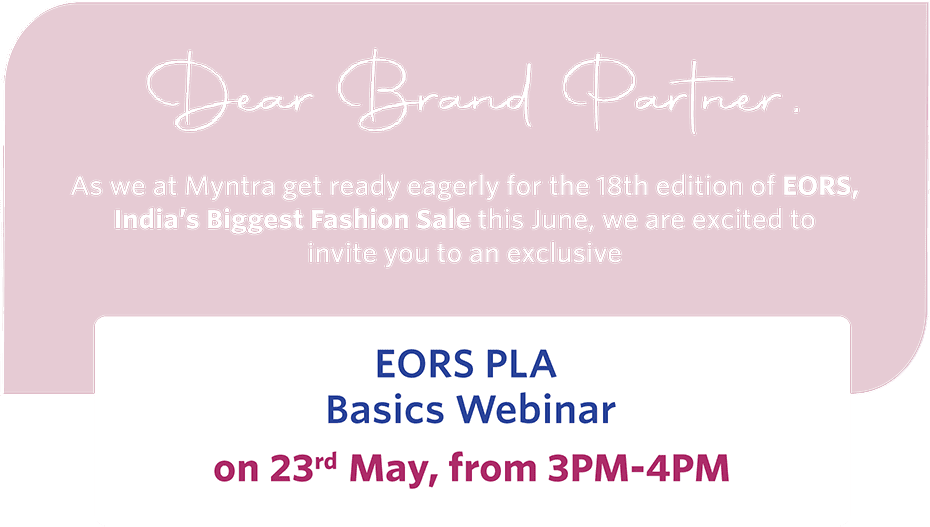 Dear Brand Partner.
As we at Myntra get ready eagerly for the 18th edition of EORS,
India's Biggest Fashion Sale this June, we are excited to
invite you to an exclusive
EORS PLA
Basics Webinar
on 23rd May, from 3PM-4PM